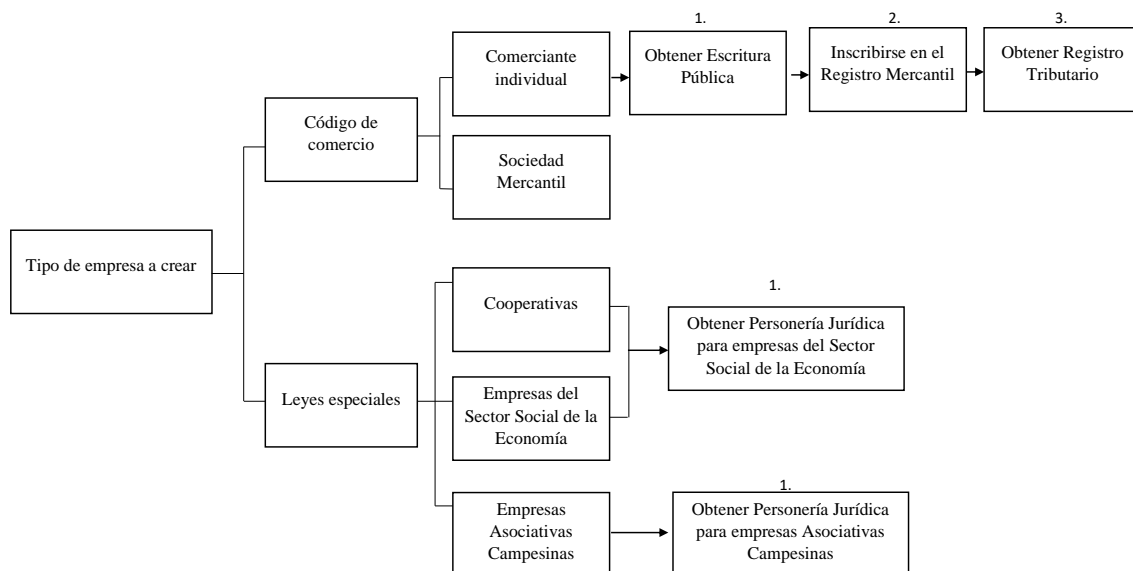 1.
2.
3.
Comerciante
individual
Obtener Escritura
Pública
Inscribirse en el
Registro Mercantil
Obtener Registro
Tributario
Código de
comercio
Sociedad
Mercantil
Tipo de empresa a crear
Cooperativas
1.
Obtener Personería Jurídica
para empresas del Sector
Social de la Economía
Leyes especiales
Empresas del
Sector Social de la
Economía
1.
Empresas
Asociativas
Campesinas
Obtener Personería Jurídica
para empresas Asociativas
Campesinas